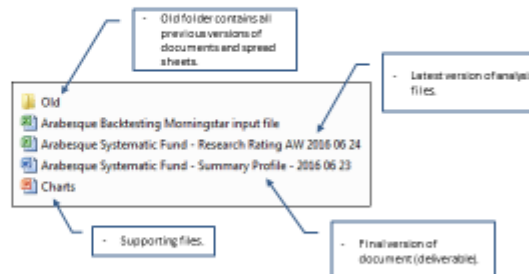 - Old folder contains all
previous versions of
documents and spread
sheets.
- Latest version of analysi
files.
Old
Arabesque Backtesting Morningstar input file
Arabesque Systematic Fund - Research Rating AW 2016 06 24
Arabesque Systematic Fund - Summary Profile - 2016 06 23
Charts
- Supporting files.
- Final version of
document (deliverable).